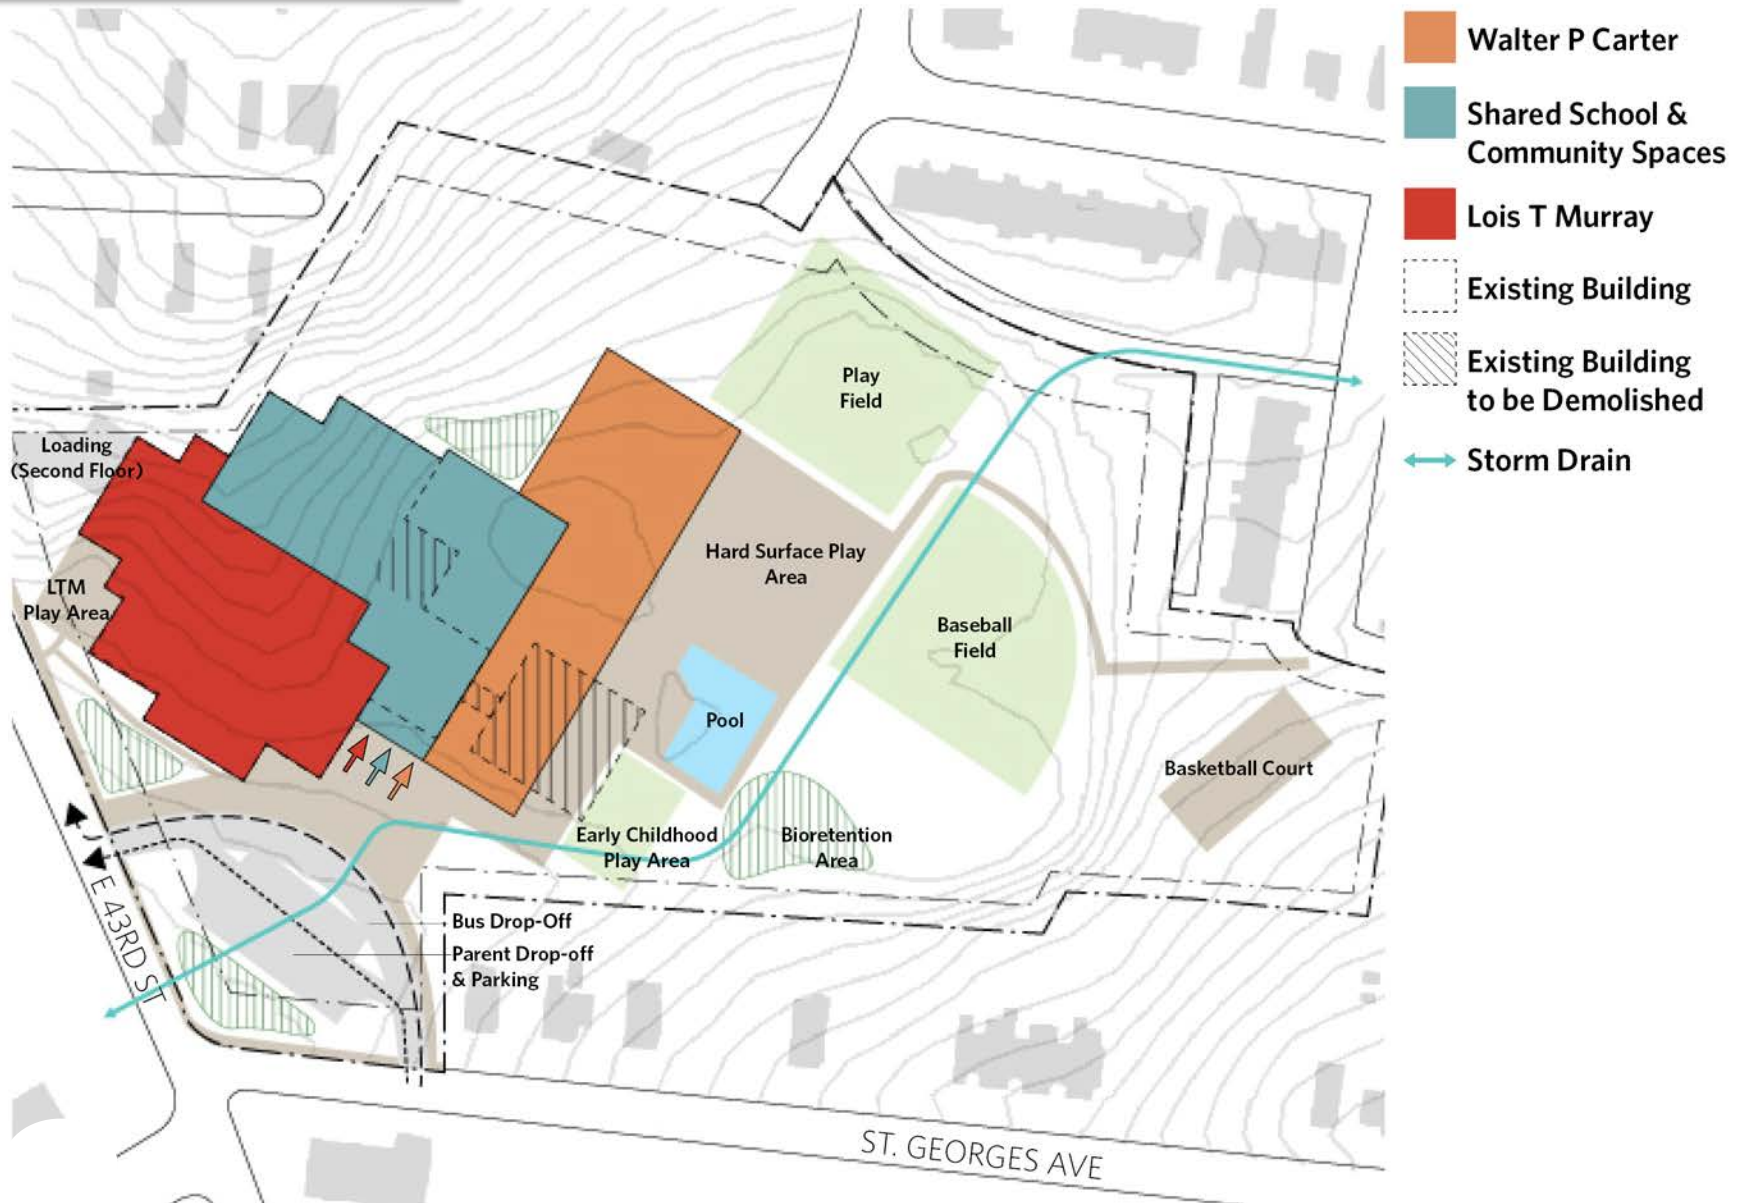 Walter P Carter
Shared School &
Community Spaces
Lois T Murray
Existing Building
Existing Building
to be Demolished
Storm Drain
Loading
(Second Floor)
LTM
Play Area
Play
Field
Hard Surface Play
Area
Baseball
Field
Pool
Basketball Court
Early Childhood
Play Area
Bioretention
Area
Bus Drop-Off
Parent Drop-off
& Parking
E 43RD ST
ST. GEORGES AVE